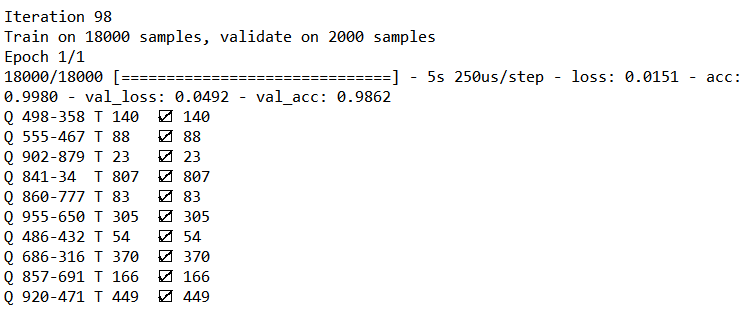 Iteration 98
Train on 18000 samples, validate on 2000 samples
Epoch 1/1
18000/18000 [==============================] - 5s 250us/step - loss: 0.0151 - acc:
0.9980 - val_loss: 0.0492 - val_acc: 0.9862
Q 498-358 T 140 ☑ 140
Q 555-467 T 88 ☑ 88
Q 902-879 T 23 ☑ 23
Q 841-34 T 807 ☑ 807
Q 860-777 T 83 ☑ 83
Q 955-650 T 305 ☑ 305
Q 486-432 T 54 ☑ 54
Q 686-316 T 370 ☑ 370
Q 857-691 T 166 ☑ 166
Q 920-471 T 449 ☑ 449